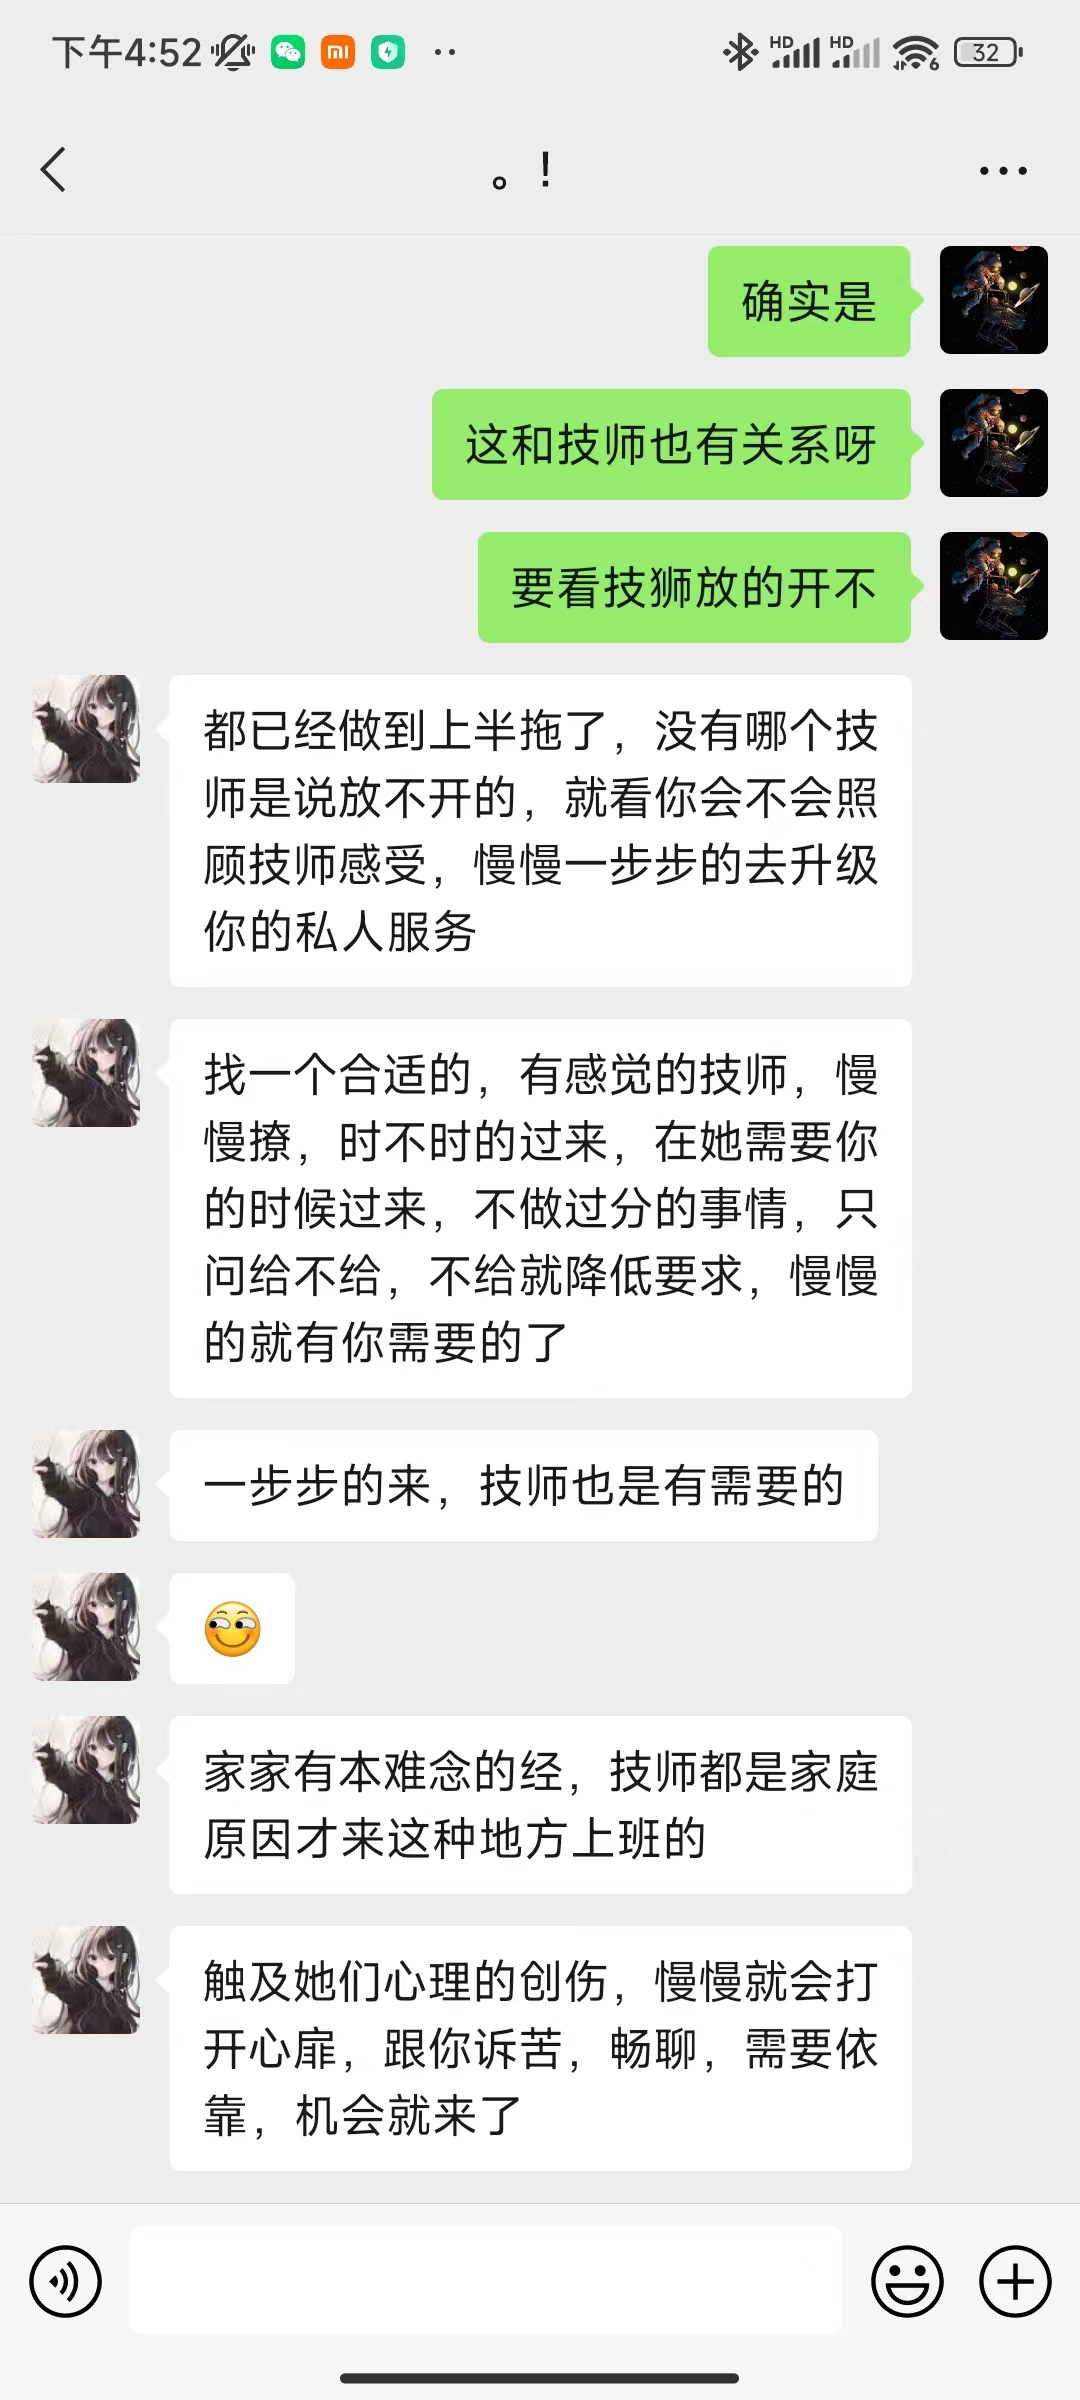 下午4:52
HD
HD
6
32
。！
确实是
这和技师也有关系呀
要看技狮放的开不
都已经做到上半拖了，没有哪个技
师是说放不开的，就看你会不会照
顾技师感受，慢慢一步步的去升级
你的私人服务
找一个合适的，有感觉的技师，慢
慢撩，时不时的过来，在她需要你
的时候过来，不做过分的事情，只
问给不给，不给就降低要求，慢慢
的就有你需要的了
一步步的来，技师也是有需要的
家家有本难念的经，技师都是家庭
原因才来这种地方上班的
触及她们心理的创伤，慢慢就会打
开心扉，跟你诉苦，畅聊，需要依
靠，机会就来了